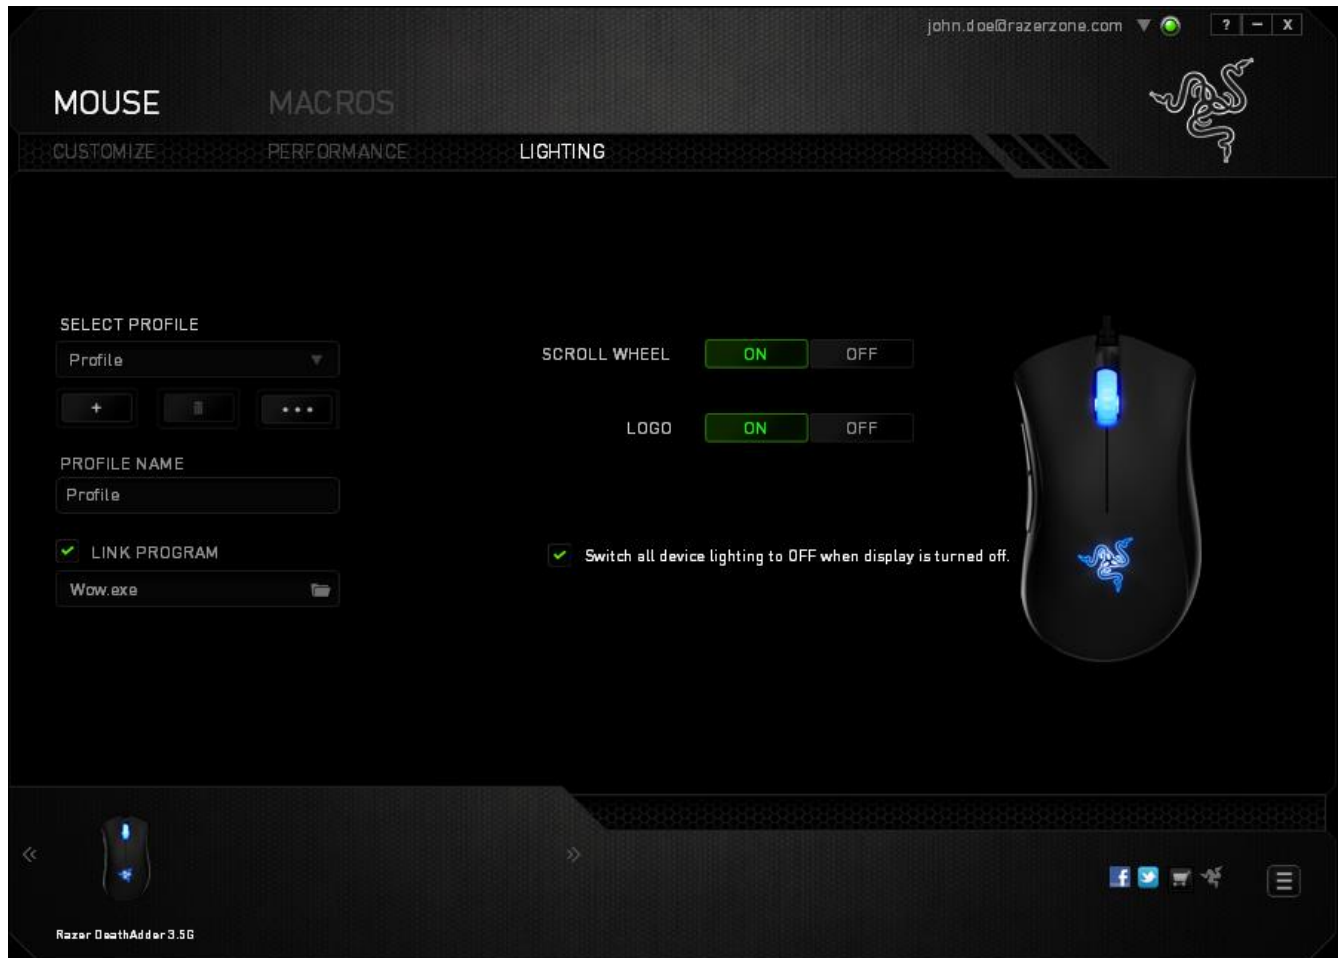 john.doe@razerzone.com
? – X
MOUSE MACROS
CUSTOMIZE PERFORMANCE LIGHTING
SELECT PROFILE
Profile
SCROLL WHEEL ON OFF
+ •••
LOGO ON OFF
PROFILE NAME
Profile
LINK PROGRAM
Switch all device lighting to OFF when display is turned off.
Wow.exe
Razer DeathAdder 3.5G